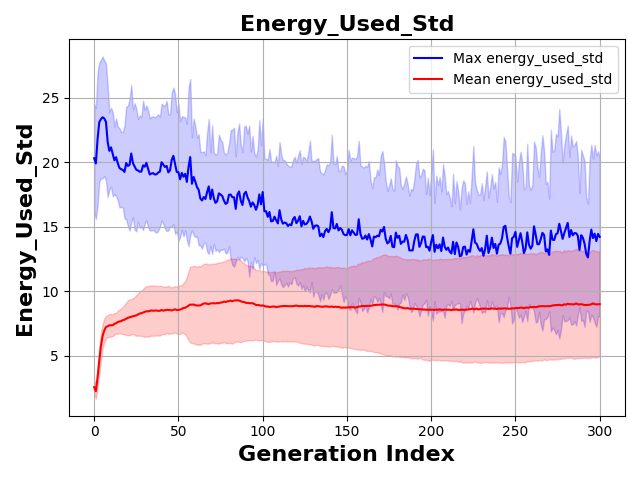 Energy_Used_Std
Max energy_used_std
Mean energy_used_std
Energy_Used_Std
25
20
15
10
5
0
50
100
150
200
250
300
Generation Index